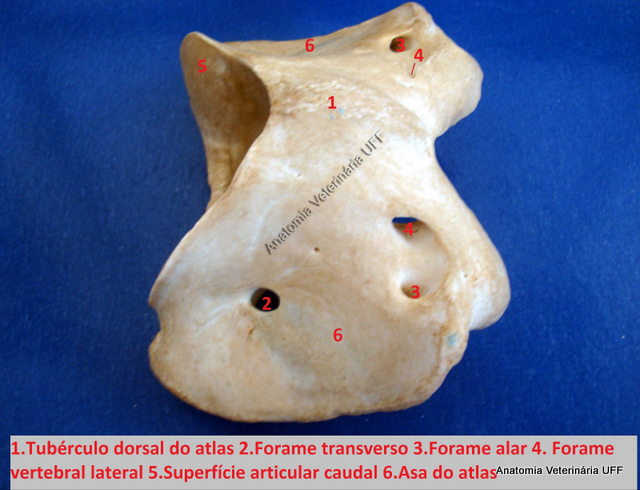 6
3
4
5
1
Anatomia Veterinária UFF
4
3
2
6
1.Tubérculo dorsal do atlas 2.Forame transverso 3.Forame alar 4. Forame
vertebral lateral 5.Superfície articular caudal 6.Asa do atlas
Anatomia Veterinária UFF